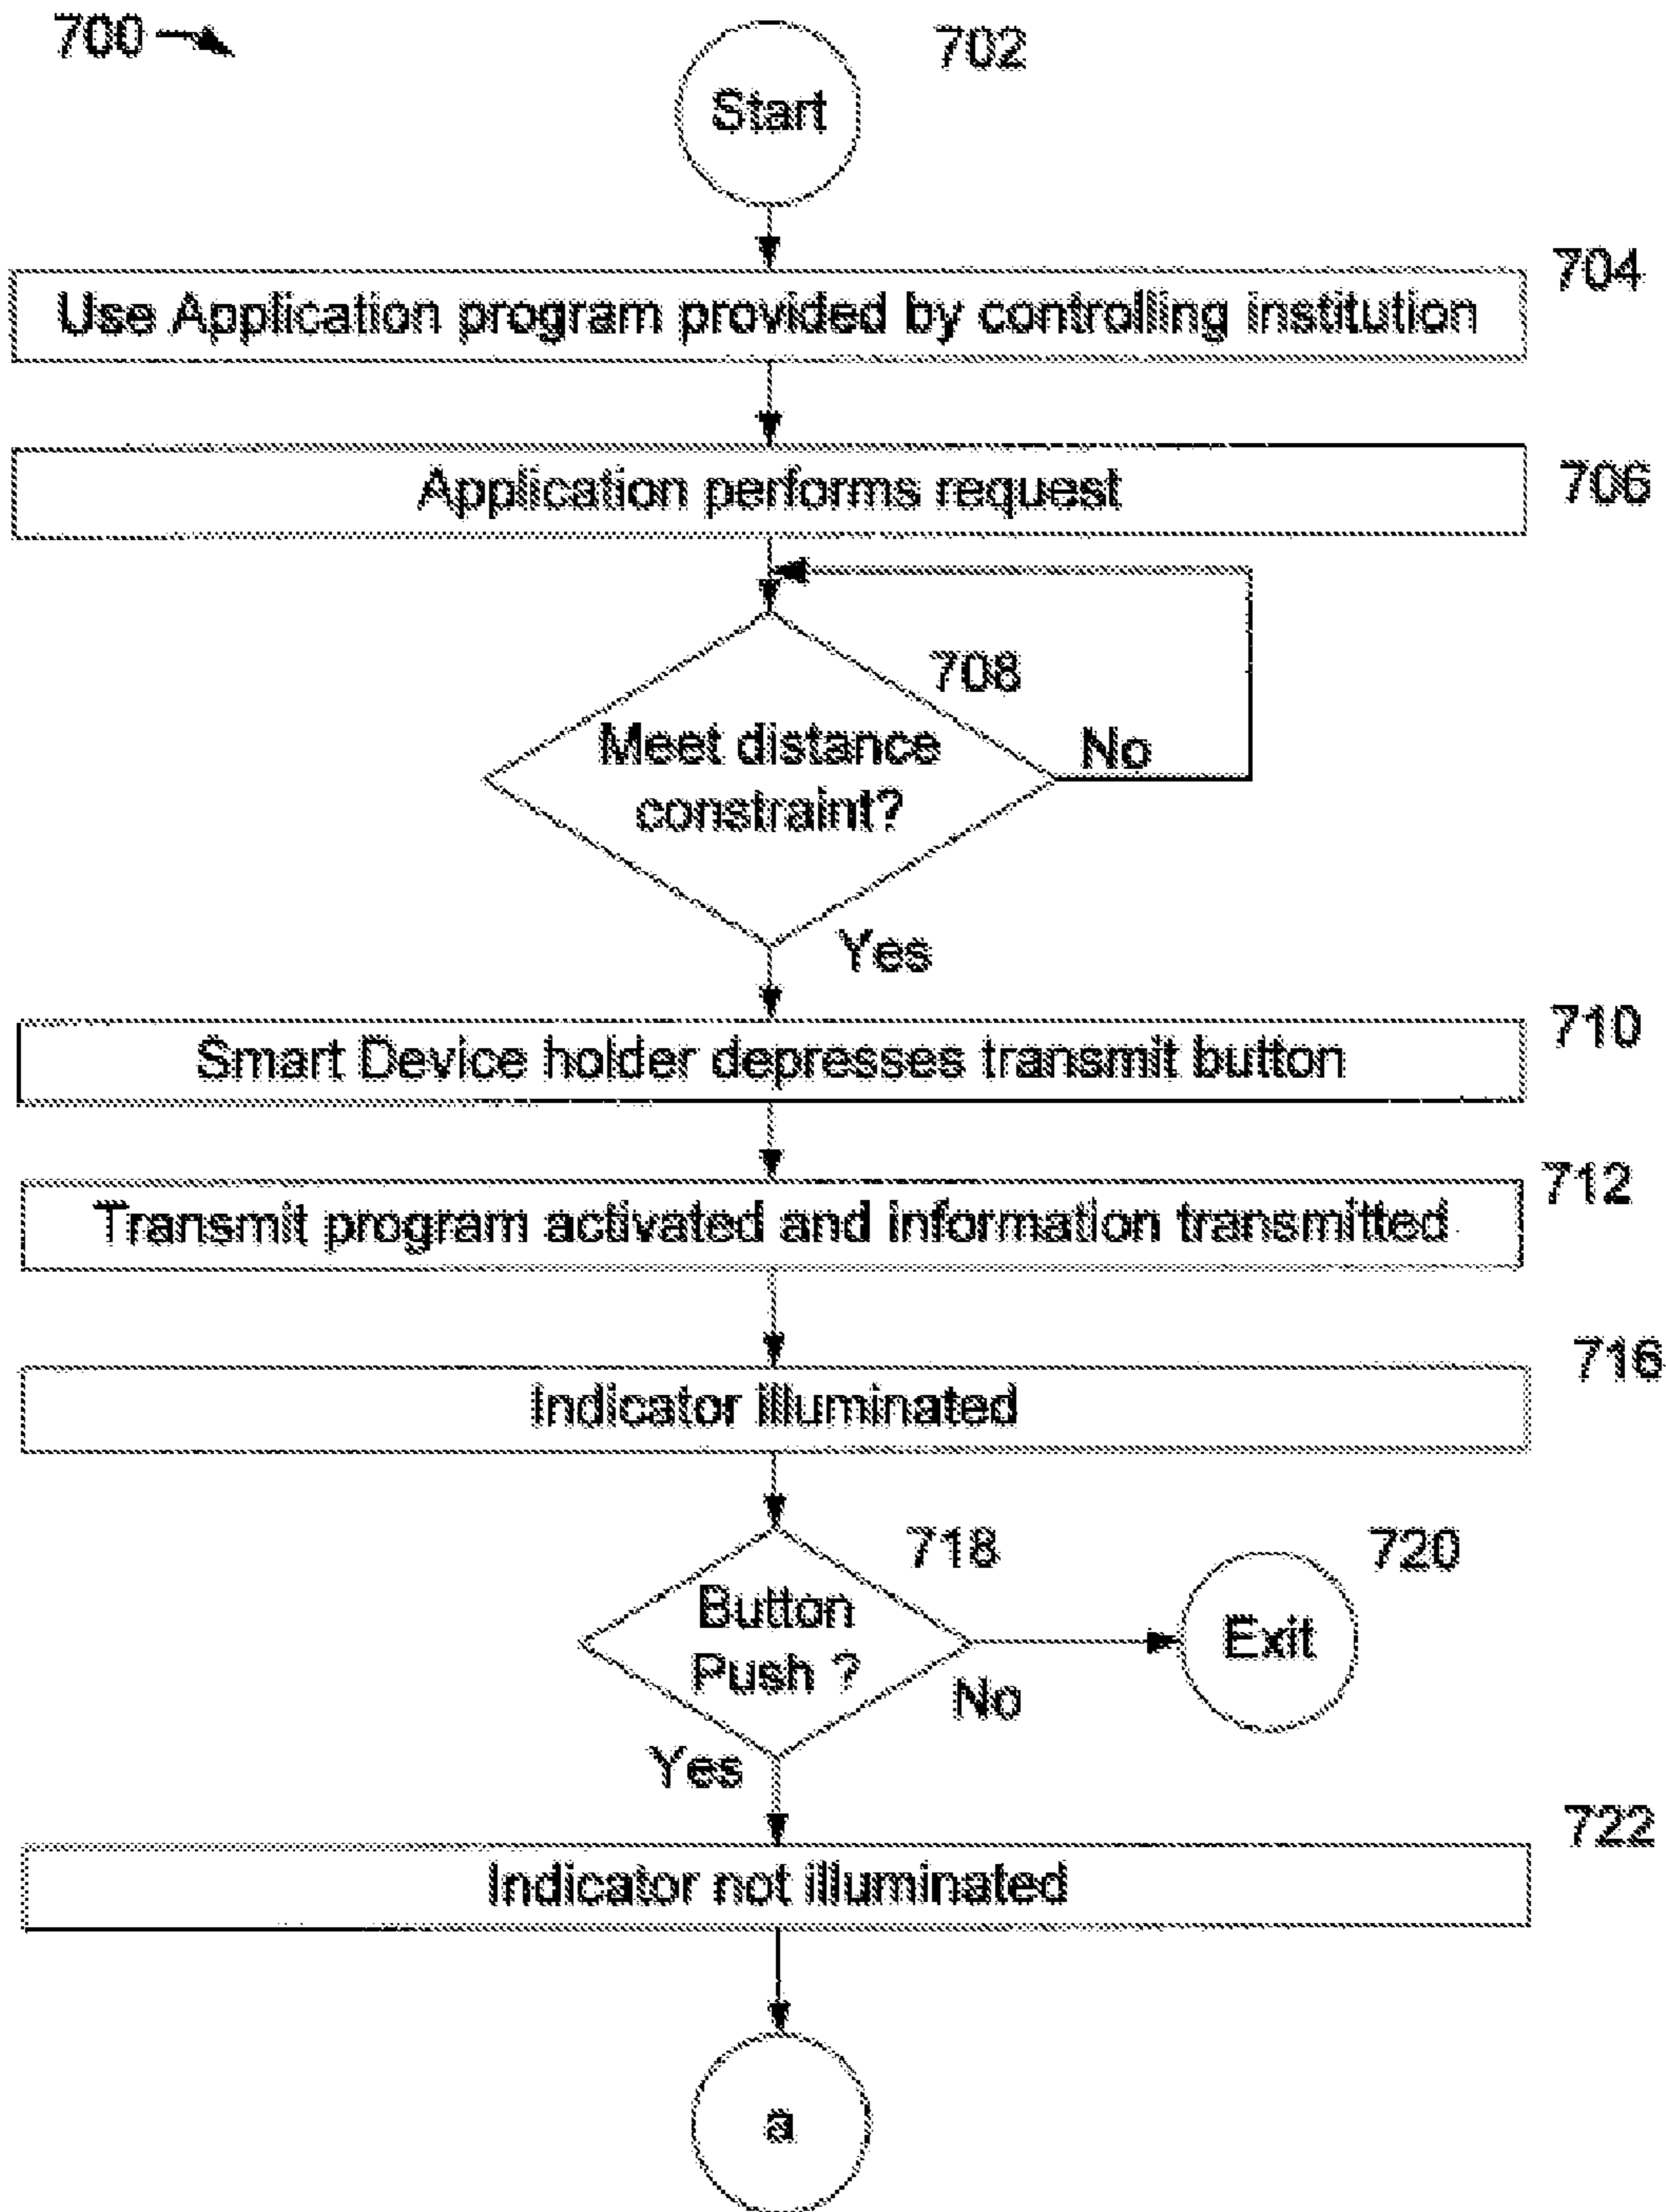 700
702
Start
704
Use Application program provided by controlling institution
706
Application performs request
708
Meet distance
constraint?
No
Yes
710
Smart Device holder depresses transmit button
712
Transmit program activated and information transmitted
716
Indicator illuminated
718
720
Button
Push ?
Exit
No
Yes
722
Indicator not illuminated
a